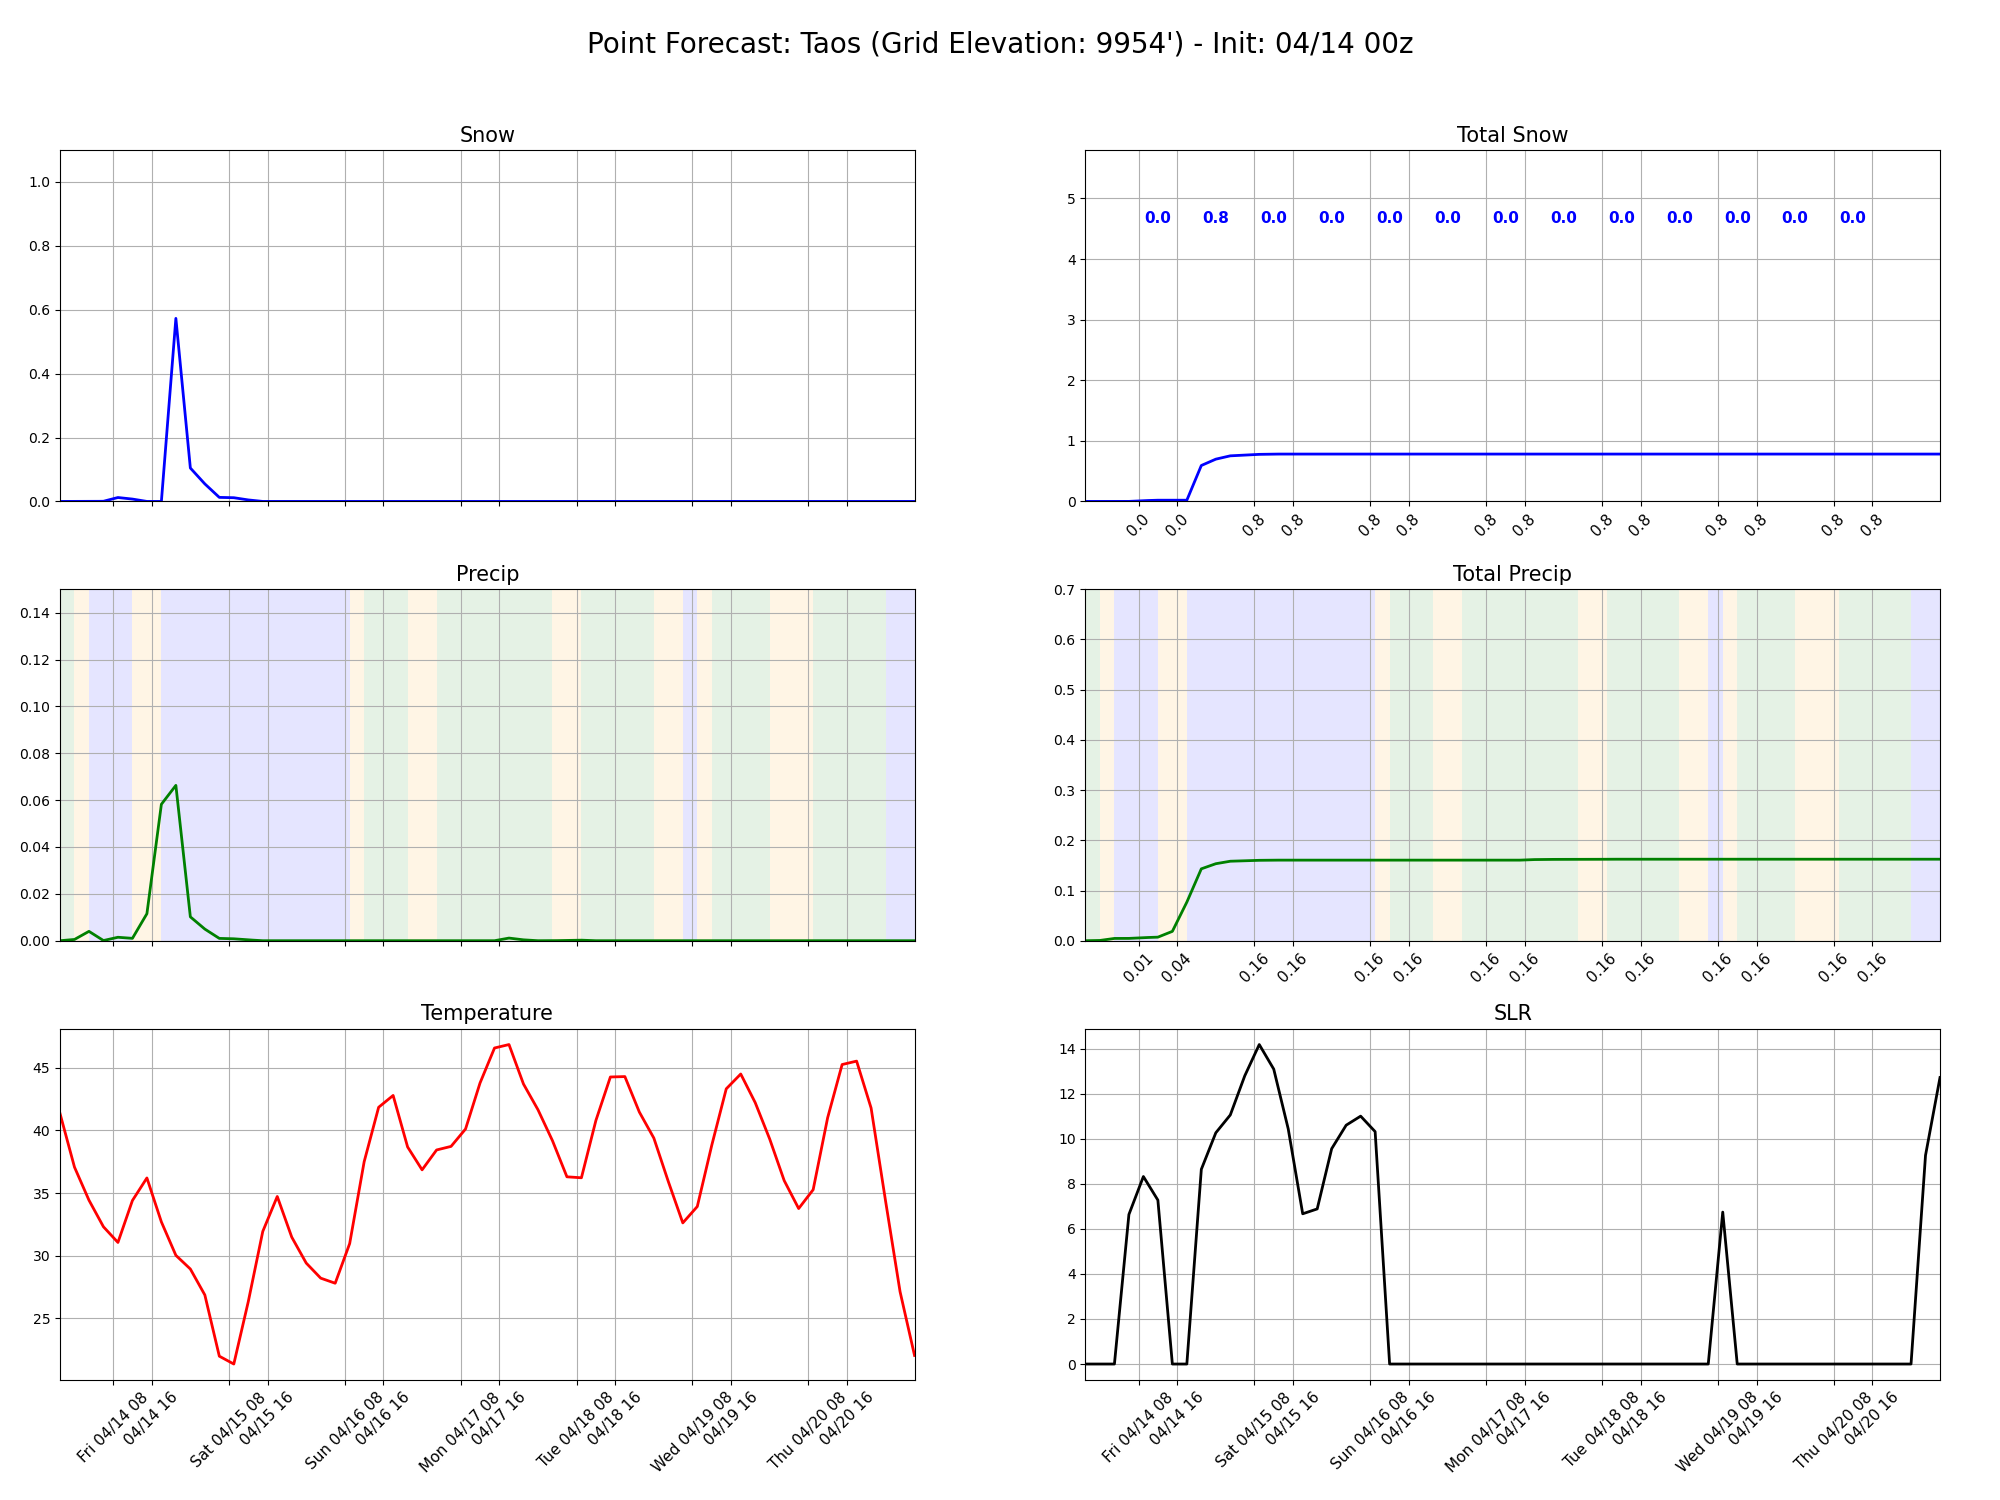 Point Forecast: Taos (Grid Elevation: 9954') - Init: 04/14 00z
Snow
1.0
0.8
0.6
0.4
0.2
0.0
Total Snow
5
4
3
2
1
0
0.0 0.8 0.0 0.0 0.0 0.0 0.0 0.0 0.0 0.0 0.0 0.0 0.0
0.0 0.0 0.8 0.8 0.8 0.8 0.8 0.8 0.8 0.8 0.8 0.8 0.8 0.8
Precip
0.14
0.12
0.10
0.08
0.06
0.04
0.02
0.00
Total Precip
0.7
0.6
0.5
0.4
0.3
0.2
0.1
0.0
0.01 0.04 0.16 0.16 0.16 0.16 0.16 0.16 0.16 0.16 0.16 0.16 0.16 0.16
Temperature
45
40
35
30
25
Fri 04/14 08
04/14 16
Sat 04/15 08
04/15 16
Sun 04/16 08
04/16 16
Mon 04/17 08
04/17 16
Tue 04/18 08
04/18 16
Wed 04/19 08
04/19 16
Thu 04/20 08
04/20 16
SLR
14
12
10
8
6
4
2
0
Fri 04/14 08
04/14 16
Sat 04/15 08
04/15 16
Sun 04/16 08
04/16 16
Mon 04/17 08
04/17 16
Tue 04/18 08
04/18 16
Wed 04/19 08
04/19 16
Thu 04/20 08
04/20 16